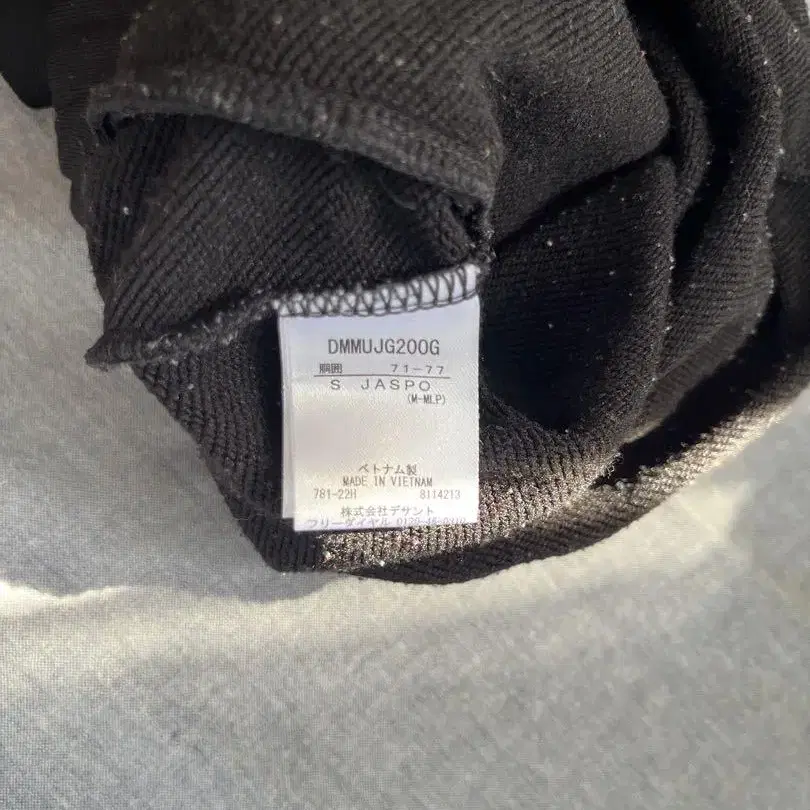 DMMUJG200G
胴囲 71-77
S JASPO
(M-MLP)
ベトナム製
MADE IN VIETNAM
781-22H 8114213
株式会社デサント
フリーダイヤル